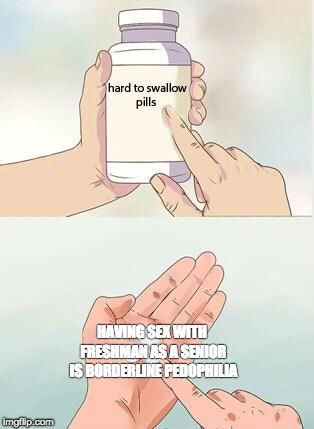 hard to swallow
pills
HAVING SEX WITH
FRESHMAN AS A SENIOR
IS BORDERLINE PEDOPHILIA
imgflip.com